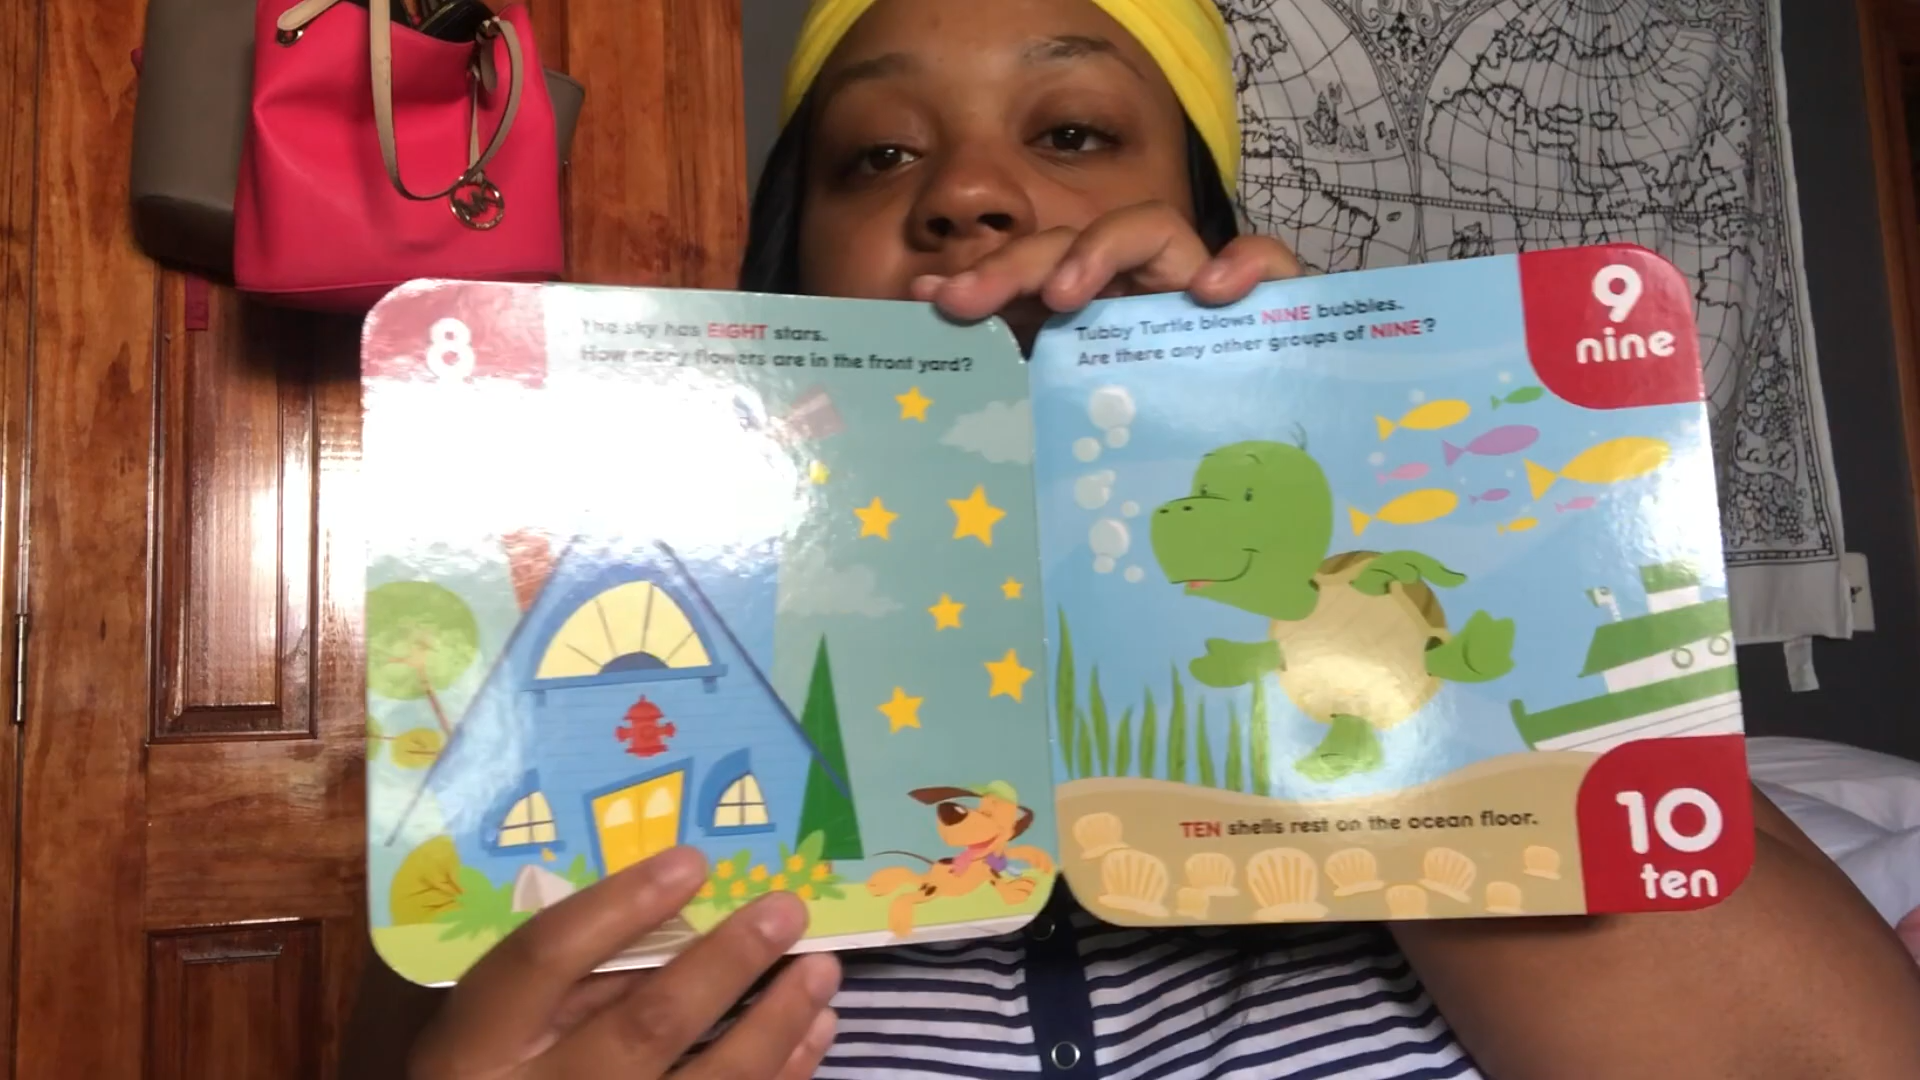 8
The sky has EIGHT stars.
How many flowers are in the front yard?
Tubby Turtle blows NINE bubbles.
Are there any other groups of NINE?
9
nine
TEN shells rest on the ocean floor.
10
ten
MK